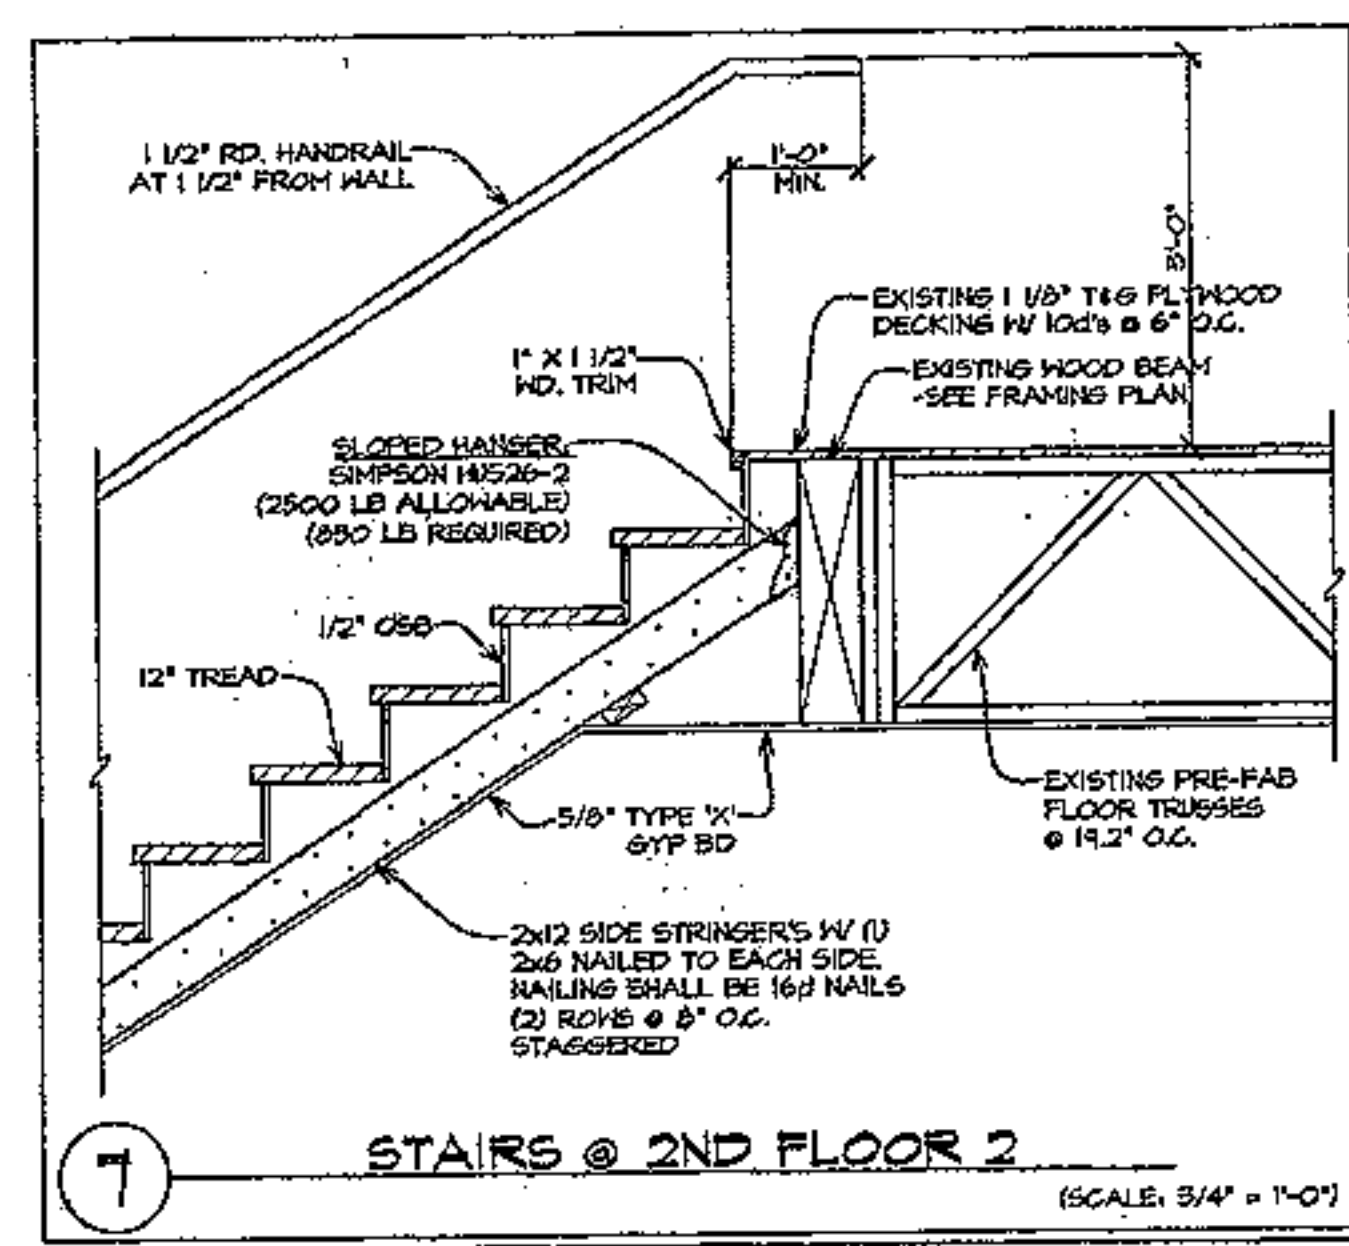 1 1/2" RD. HANDRAIL
AT 1 1/2" FROM WALL
1'-0"
MIN.
3'-0"
EXISTING 1 1/8" T&G PLYWOOD
DECKING W/ 10d's @ 6" O.C.
1" X 1 1/2"
WD. TRIM
EXISTING WOOD BEAM
-SEE FRAMING PLAN
SLOPED HANGER,
SIMPSON HUS26-2
(2500 LB ALLOWABLE)
(850 LB REQUIRED)
1/2" OSB
12" TREAD
5/8" TYPE 'X'
GYP BD
EXISTING PRE-FAB
FLOOR TRUSSES
@ 19.2" O.C.
2x12 SIDE STRINGER'S W/ (1)
2x6 NAILED TO EACH SIDE.
NAILING SHALL BE 16d NAILS
(2) ROWS @ 8" O.C.
STAGGERED
7
STAIRS @ 2ND FLOOR 2
(SCALE: 3/4" = 1'-0")